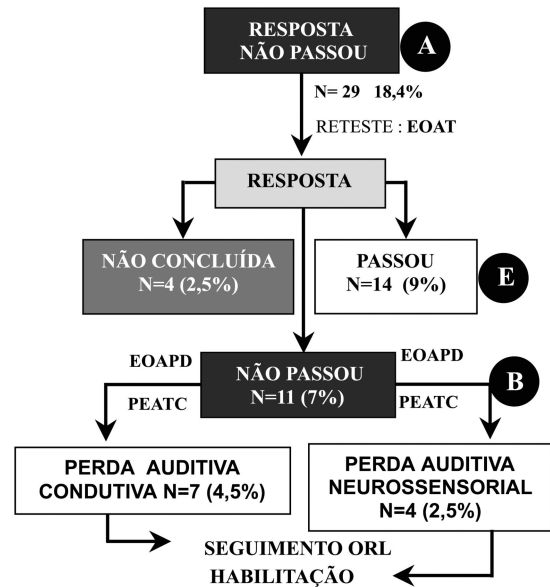 RESPOSTA
NÃO PASSOU
A
N= 29 18,4%
RETESTE : EOAT
RESPOSTA
NÃO CONCLUÍDA
N=4 (2,5%)
PASSOU
N=14 (9%)
E
EOAPD
PEATC
NÃO PASSOU
N=11 (7%)
EOAPD
PEATC
B
PERDA AUDITIVA
CONDUTIVA N=7 (4,5%)
PERDA AUDITIVA
NEUROSSENSORIAL
N=4 (2,5%)
SEGUIMENTO ORL
HABILITAÇÃO